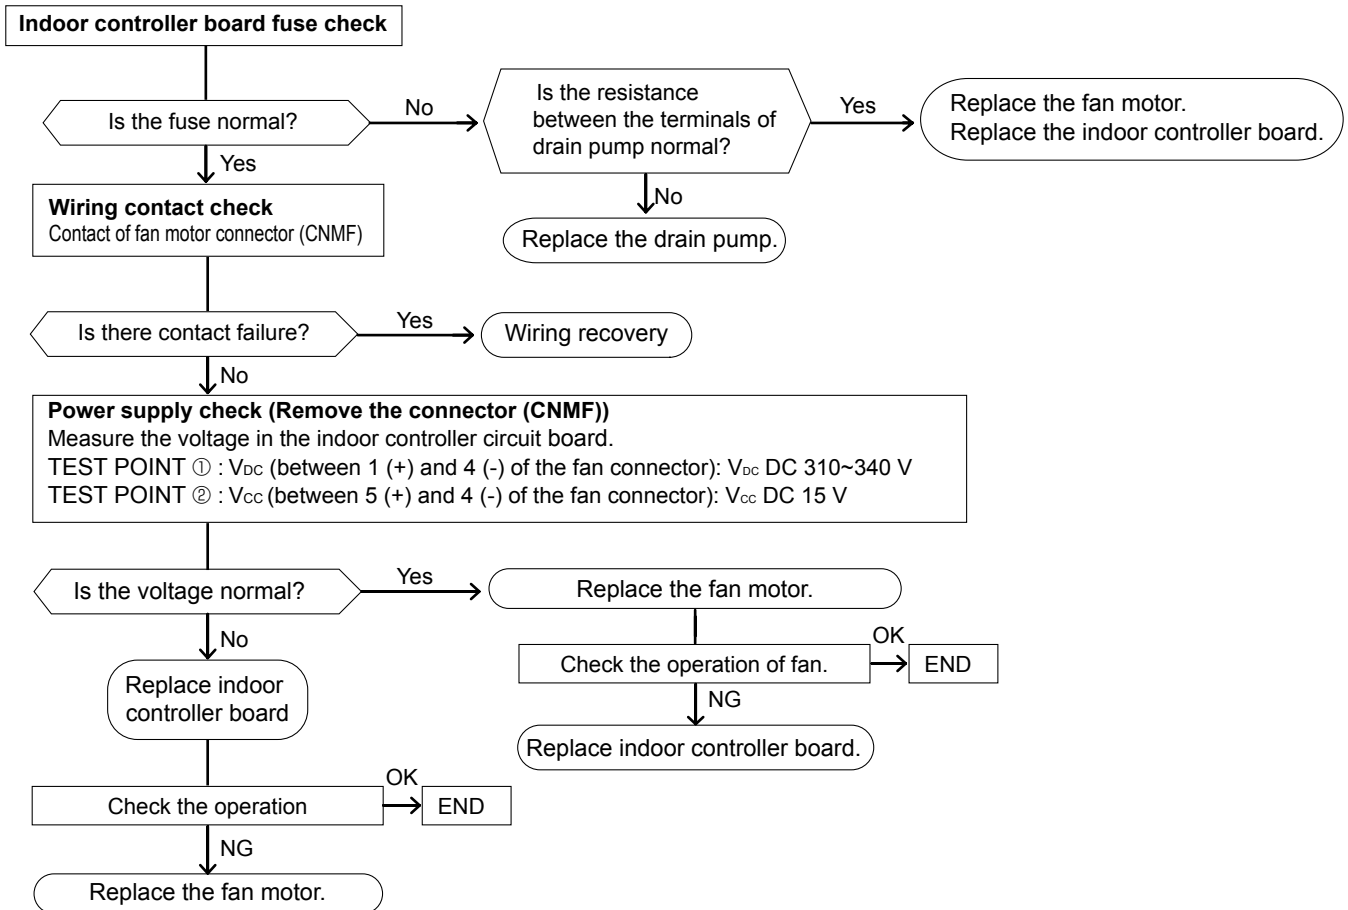 Indoor controller board fuse check
Is the fuse normal?
No
Is the resistance
between the terminals of
drain pump normal?
Yes
Replace the fan motor.
Replace the indoor controller board.
Yes
No
Replace the drain pump.
Wiring contact check
Contact of fan motor connector (CNMF)
Is there contact failure?
Yes
Wiring recovery
No
Power supply check (Remove the connector (CNMF))
Measure the voltage in the indoor controller circuit board.
TEST POINT ① : VDC (between 1 (+) and 4 (-) of the fan connector): VDC DC 310~340 V
TEST POINT ② : VCC (between 5 (+) and 4 (-) of the fan connector): VCC DC 15 V
Is the voltage normal?
Yes
Replace the fan motor.
No
Check the operation of fan.
OK
END
NG
Replace indoor controller board.
Replace indoor
controller board
Check the operation
OK
END
NG
Replace the fan motor.